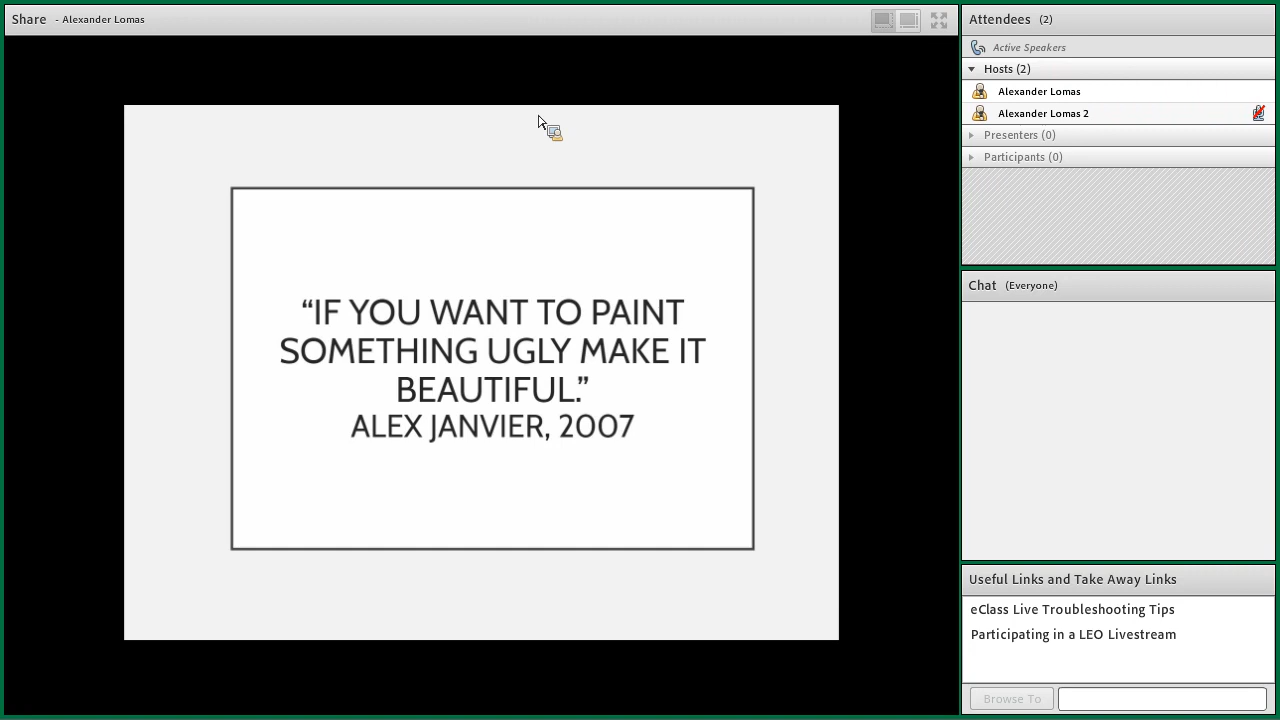 Share - Alexander Lomas
“IF YOU WANT TO PAINT
SOMETHING UGLY MAKE IT
BEAUTIFUL.”
ALEX JANVIER, 2007
Attendees (2)
Active Speakers
Hosts (2)
Alexander Lomas
Alexander Lomas 2
Presenters (0)
Participants (0)
Chat (Everyone)
Useful Links and Take Away Links
eClass Live Troubleshooting Tips
Participating in a LEO Livestream
Browse To